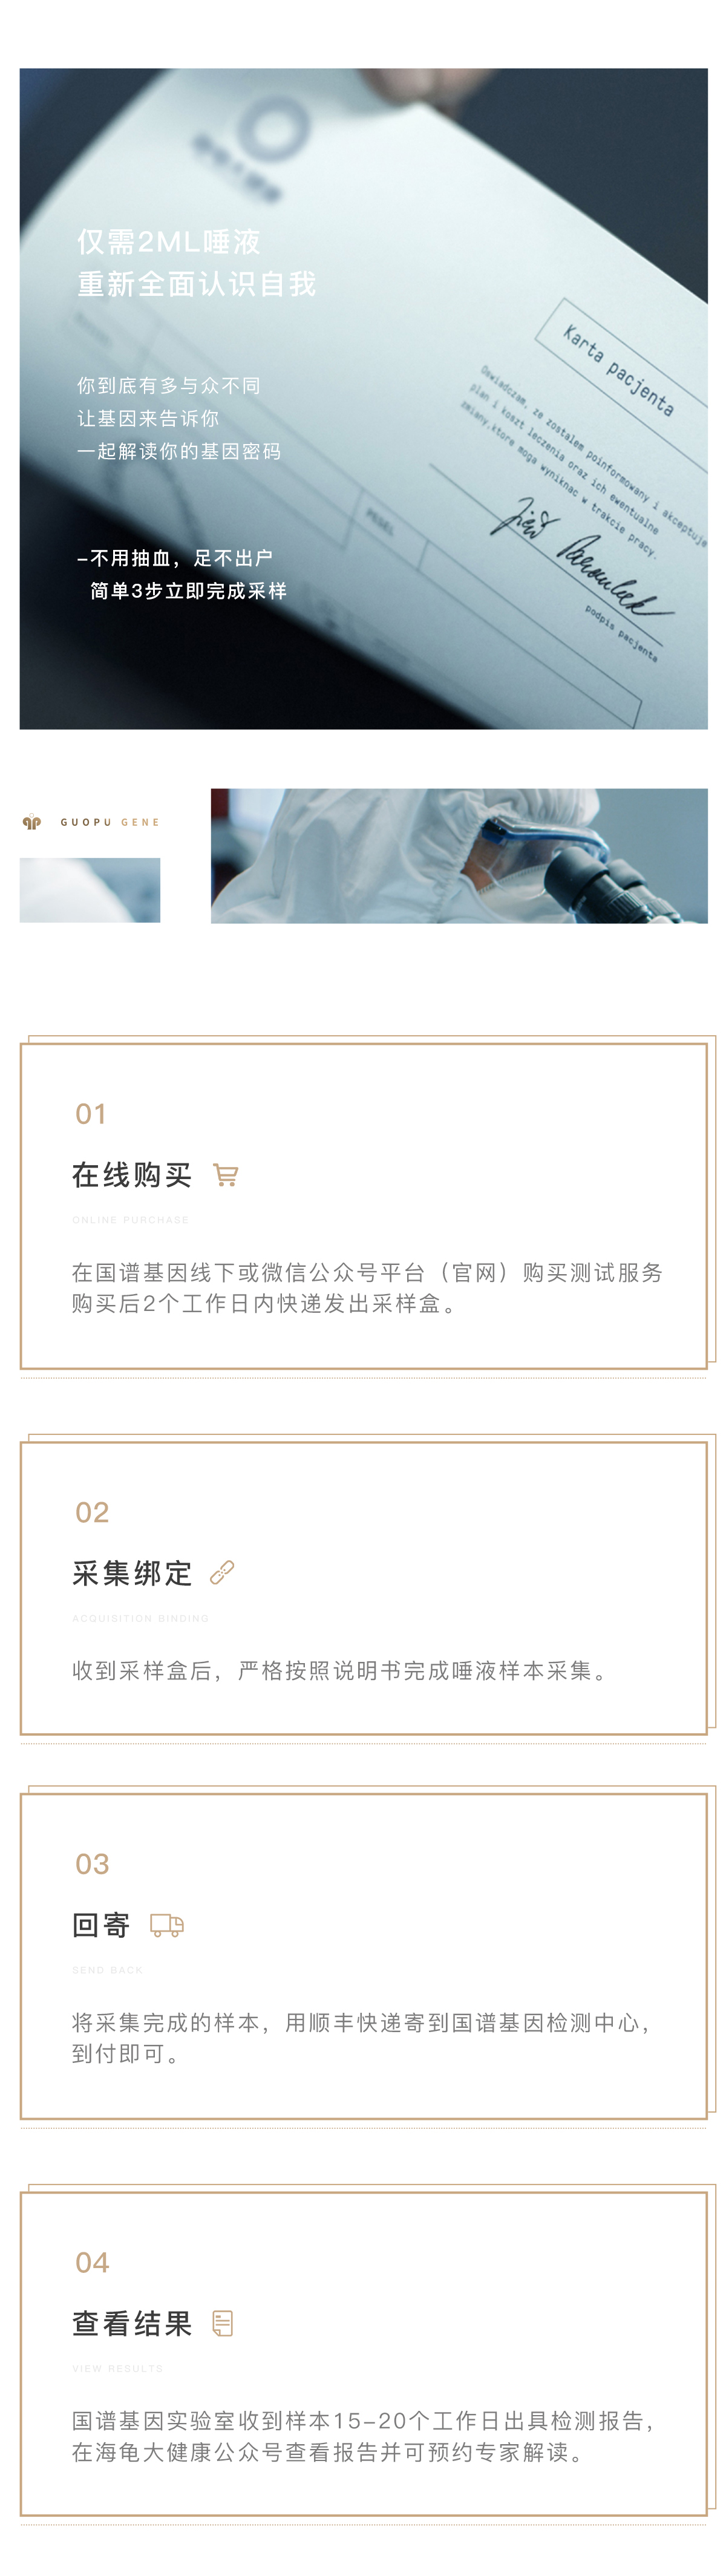 仅需2ML唾液
重新全面认识自我
你到底有多与众不同
让基因来告诉你
一起解读你的基因密码
-不用抽血，足不出户
简单3步立即完成采样
Karta pacjenta
Oświadczam, że zostałem poinformowany i akceptuję
plan i koszt leczenia oraz ich ewentualne
zmiany, które mogą wyniknąć w trakcie pracy.
podpis pacjenta
PESEL
GUOPU GENE
01
在线购买
ONLINE PURCHASE
在国谱基因线下或微信公众号平台（官网）购买测试服务
购买后2个工作日内快递发出采样盒。
02
采集绑定
ACQUISITION BINDING
收到采样盒后，严格按照说明书完成唾液样本采集。
03
回寄
SEND BACK
将采集完成的样本，用顺丰快递寄到国谱基因检测中心，
到付即可。
04
查看结果
VIEW RESULTS
国谱基因实验室收到样本15-20个工作日出具检测报告，
在海龟大健康公众号查看报告并可预约专家解读。